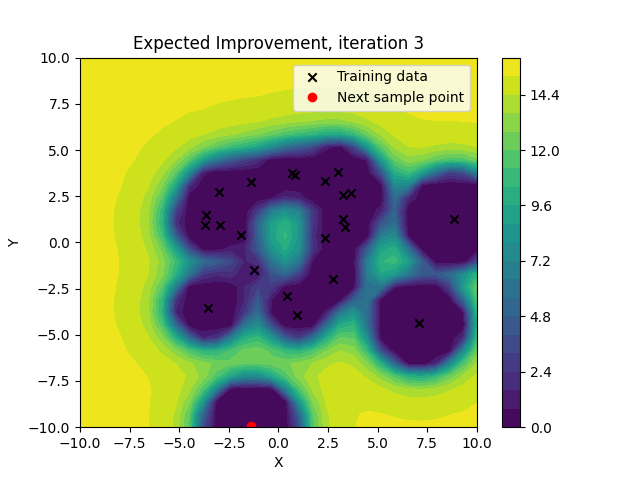 Expected Improvement, iteration 3
Training data
Next sample point
10.0
7.5
5.0
2.5
0.0
−2.5
−5.0
−7.5
−10.0
Y
−10.0 −7.5 −5.0 −2.5 0.0 2.5 5.0 7.5 10.0
X
14.4
12.0
9.6
7.2
4.8
2.4
0.0